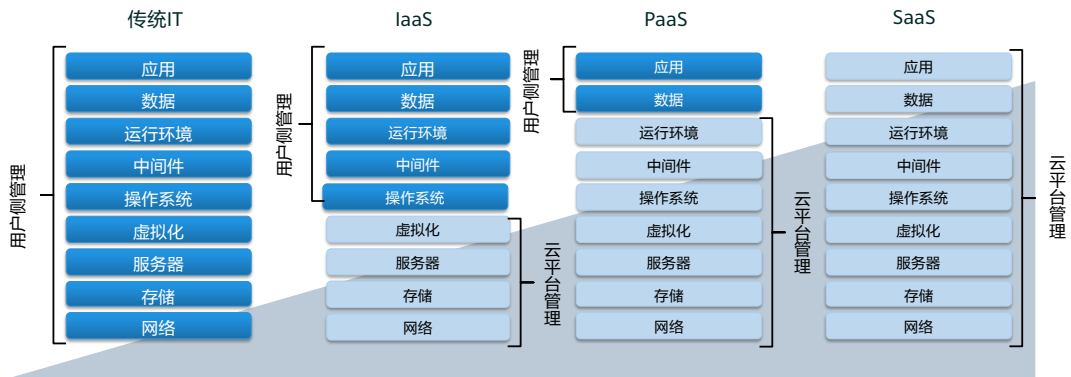 传统IT
IaaS
PaaS
SaaS
用户侧管理
应用
数据
运行环境
中间件
操作系统
虚拟化
服务器
存储
网络
用户侧管理
应用
数据
运行环境
中间件
操作系统
虚拟化
服务器
存储
网络
云平台管理
用户侧管理
应用
数据
运行环境
中间件
操作系统
虚拟化
服务器
存储
网络
云平台管理
应用
数据
运行环境
中间件
操作系统
虚拟化
服务器
存储
网络
云平台管理